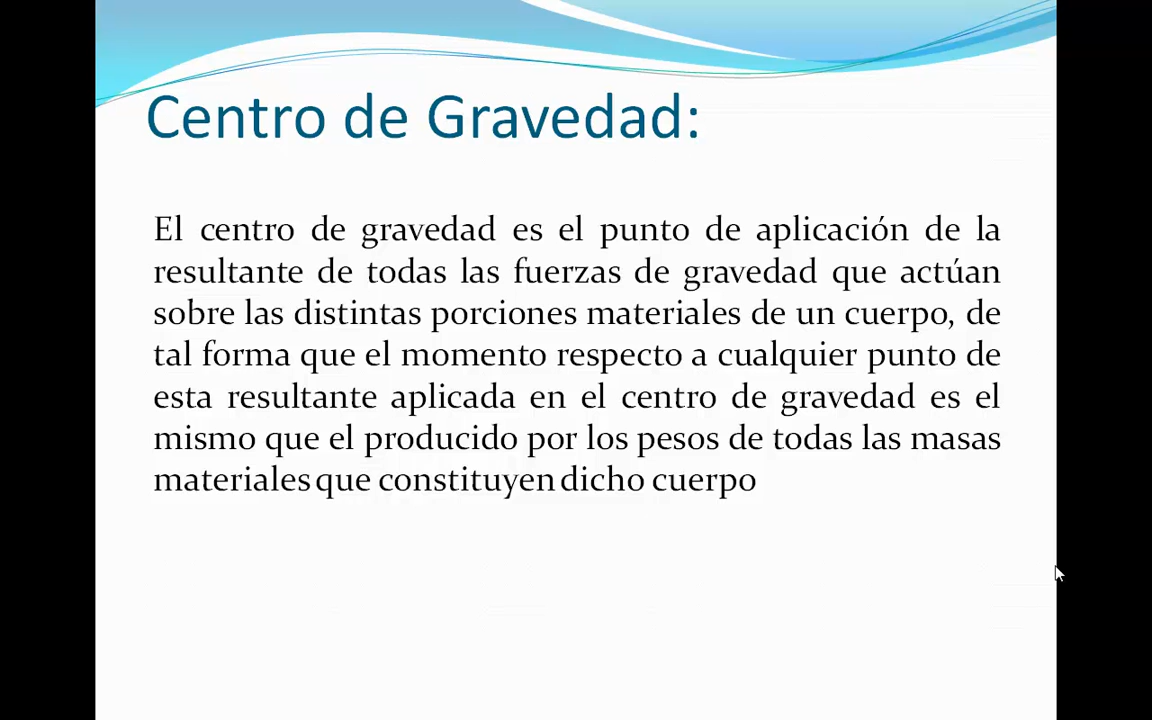 Centro de Gravedad:
El centro de gravedad es el punto de aplicación de la
resultante de todas las fuerzas de gravedad que actúan
sobre las distintas porciones materiales de un cuerpo, de
tal forma que el momento respecto a cualquier punto de
esta resultante aplicada en el centro de gravedad es el
mismo que el producido por los pesos de todas las masas
materiales que constituyen dicho cuerpo